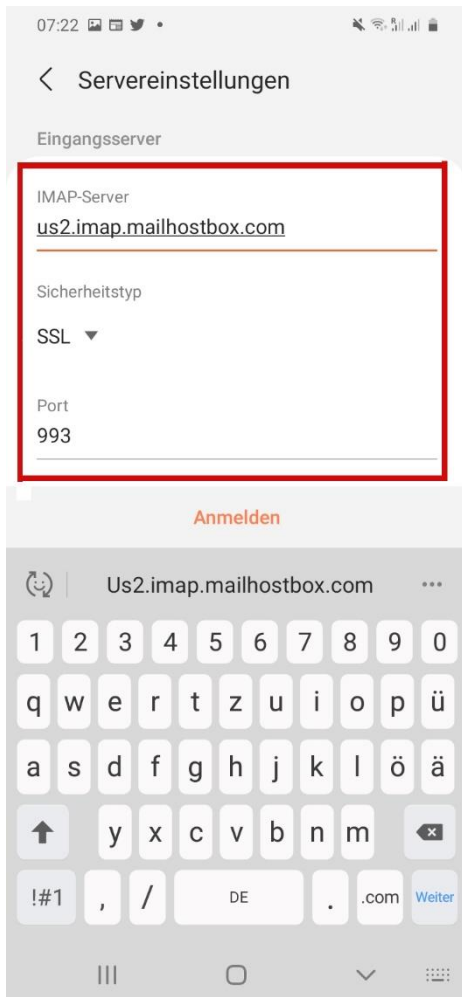 07:22
Servereinstellungen
Eingangsserver
IMAP-Server
us2.imap.mailhostbox.com
Sicherheitstyp
SSL
Port
993
Anmelden
Us2.imap.mailhostbox.com
1 2 3 4 5 6 7 8 9 0
q w e r t z u i o p ü
a s d f g h j k l ö ä
y x c v b n m
!#1 , / DE . .com Weiter